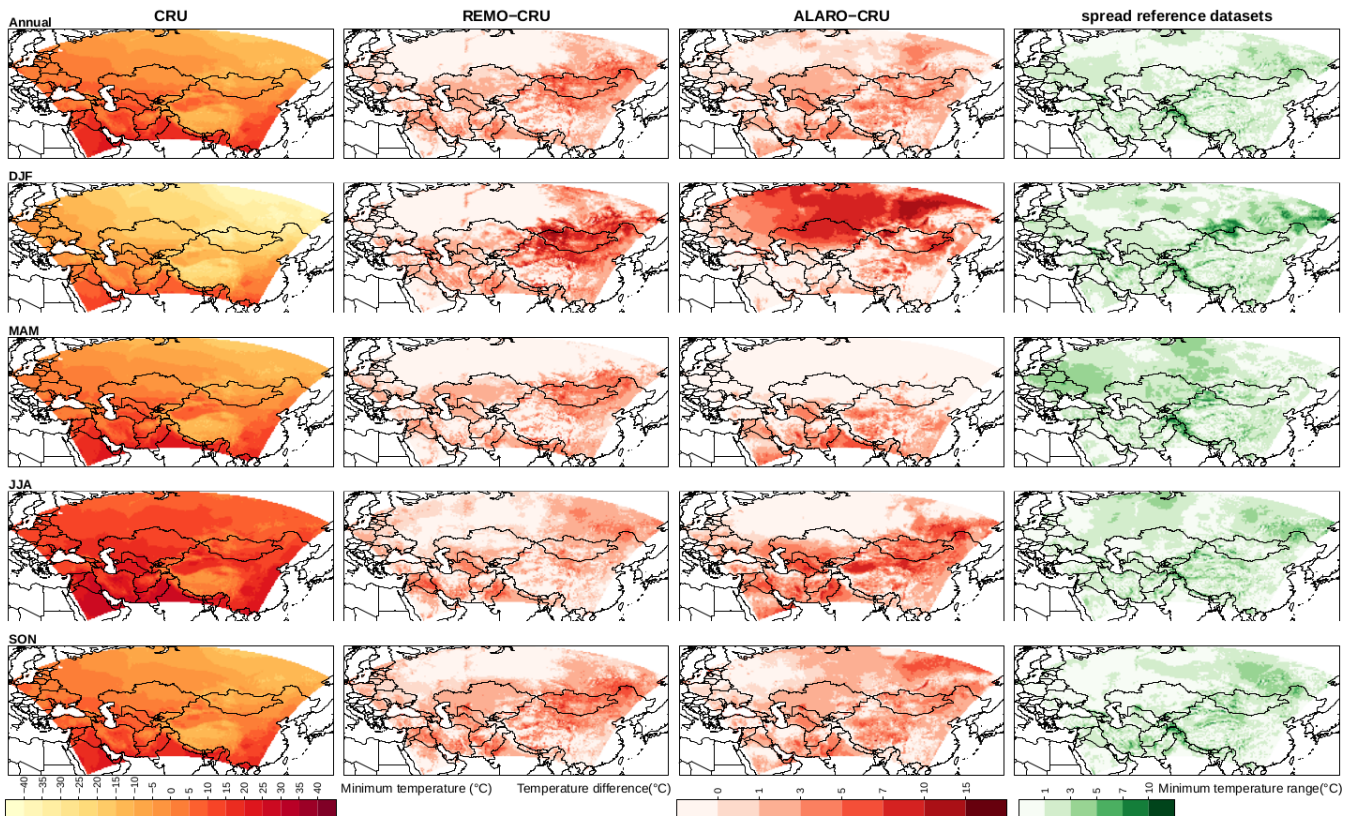 CRU REMO−CRU ALARO−CRU spread reference datasets
Annual
DJF
MAM
JJA
SON
−40 −35 −30 −25 −20 −15 −10 −5 0 5 10 15 20 25 30 35 40
Minimum temperature (°C) Temperature difference(°C)
0 1 3 5 7 10 15
1 3 5 7 10
Minimum temperature range(°C)